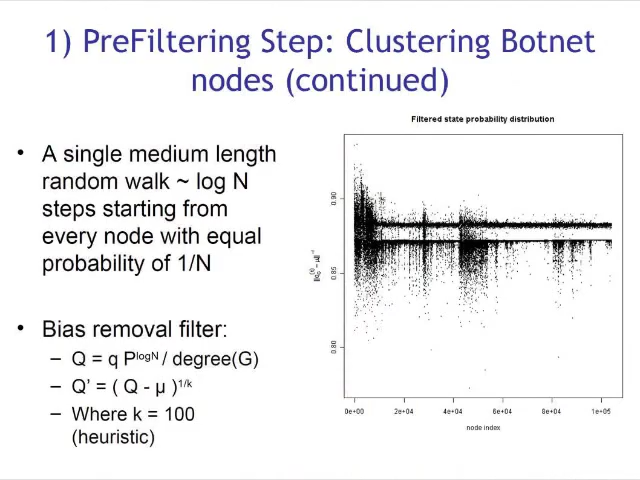 1) PreFiltering Step: Clustering Botnet
nodes (continued)
• A single medium length
random walk ~ log N
steps starting from
every node with equal
probability of 1/N
• Bias removal filter:
– Q = q P^logN / degree(G)
– Q' = ( Q - μ )^1/k
– Where k = 100
(heuristic)
Filtered state probability distribution
0.90
0.85
0.80
0e+00 2e+04 4e+04 6e+04 8e+04 1e+05
node index